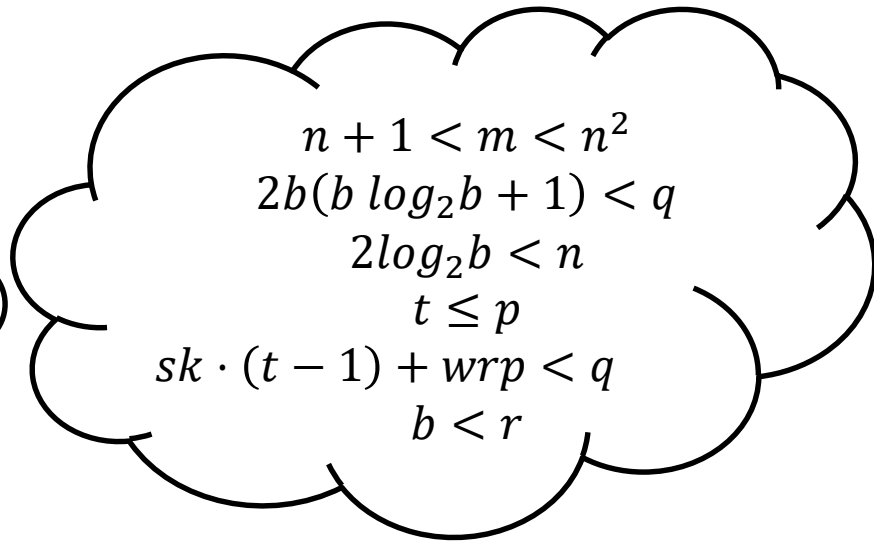 n + 1 < m < n²
2b(b log₂b + 1) < q
2log₂b < n
t ≤ p
sk · (t − 1) + wrp < q
b < r